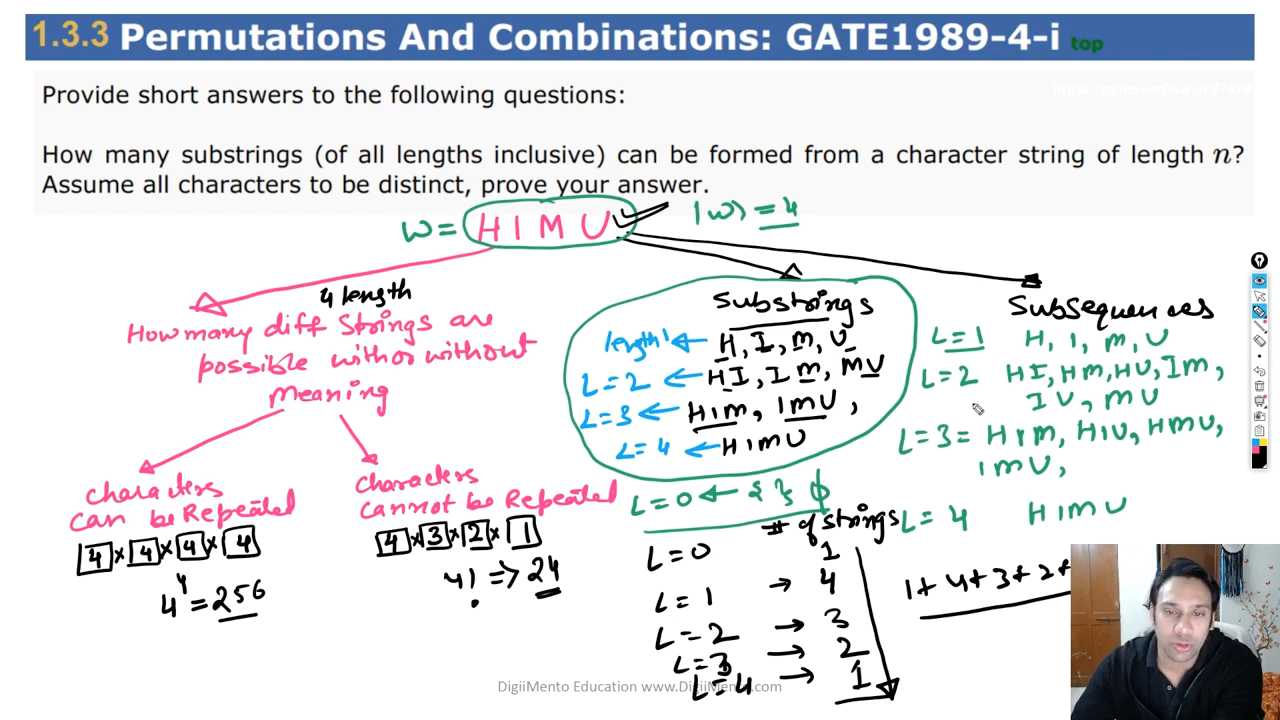 1.3.3 Permutations And Combinations: GATE1989-4-i top
Provide short answers to the following questions:
How many substrings (of all lengths inclusive) can be formed from a character string of length n?
Assume all characters to be distinct, prove your answer.
w = HIMU |w| = 4
4 length
How many diff strings are
possible with or without
meaning
characters
can be Repeated
4 × 4 × 4 × 4
4^4 = 256
characters
cannot be Repeated
4 × 3 × 2 × 1
4! => 24
Substrings
length 1 ← H, I, M, U
L = 2 ← HI, IM, MU
L = 3 ← HIM, IMU,
L = 4 ← HIMU
L = 0 ← { } ϕ
# of strings
L = 0 1
L = 1 → 4
L = 2 → 3
L = 3 → 2
L = 4 → 1
Subsequences
L = 1 H, I, M, U
L = 2 HI, HM, HU, IM,
IU, MU
L = 3 = HIM, HIU, HMU,
IMU,
L = 4 HIMU
1 + 4 + 3 + 2 +
DigiiMento Education www.DigiiMento.com